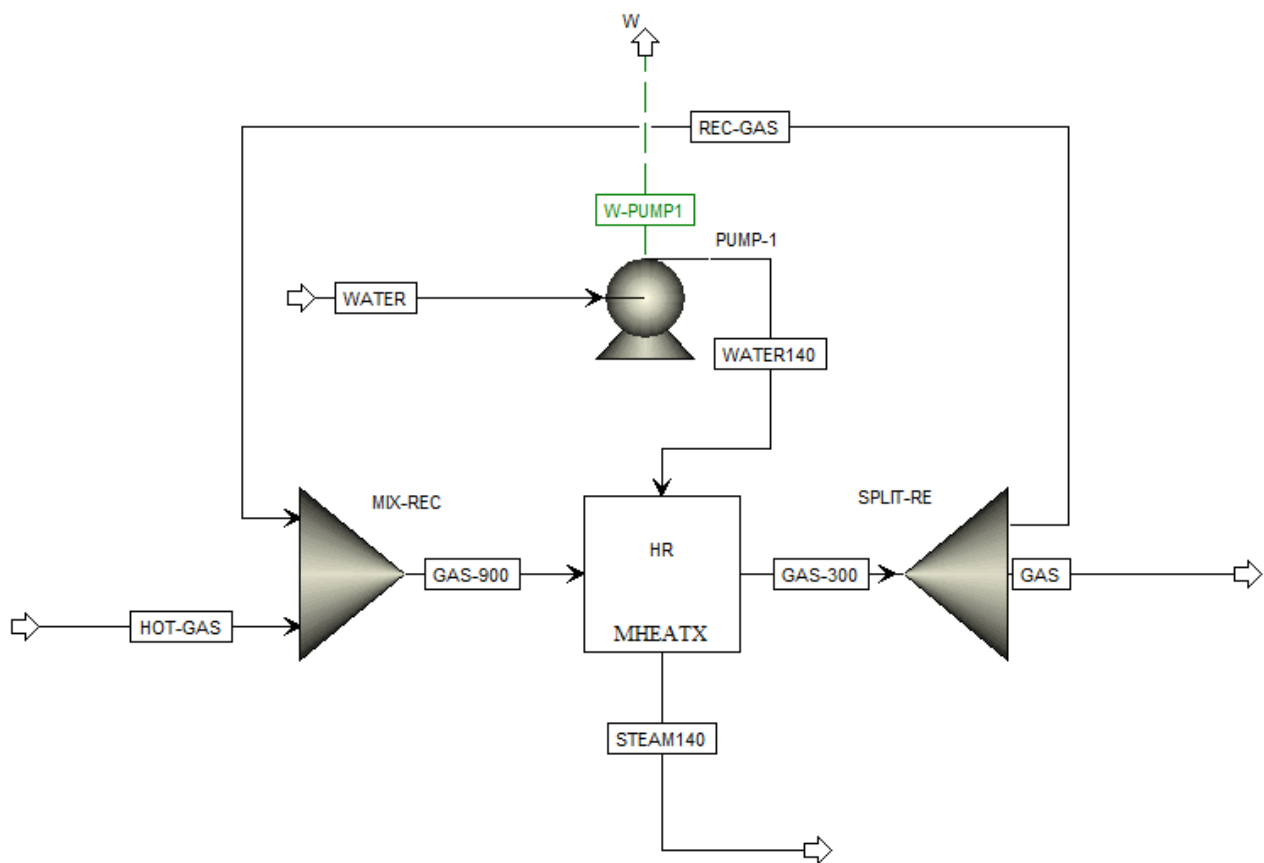 W
REC-GAS
W-PUMP1
PUMP-1
WATER
WATER140
MIX-REC
SPLIT-RE
HR
GAS-900
GAS-300
GAS
HOT-GAS
MHEATX
STEAM140